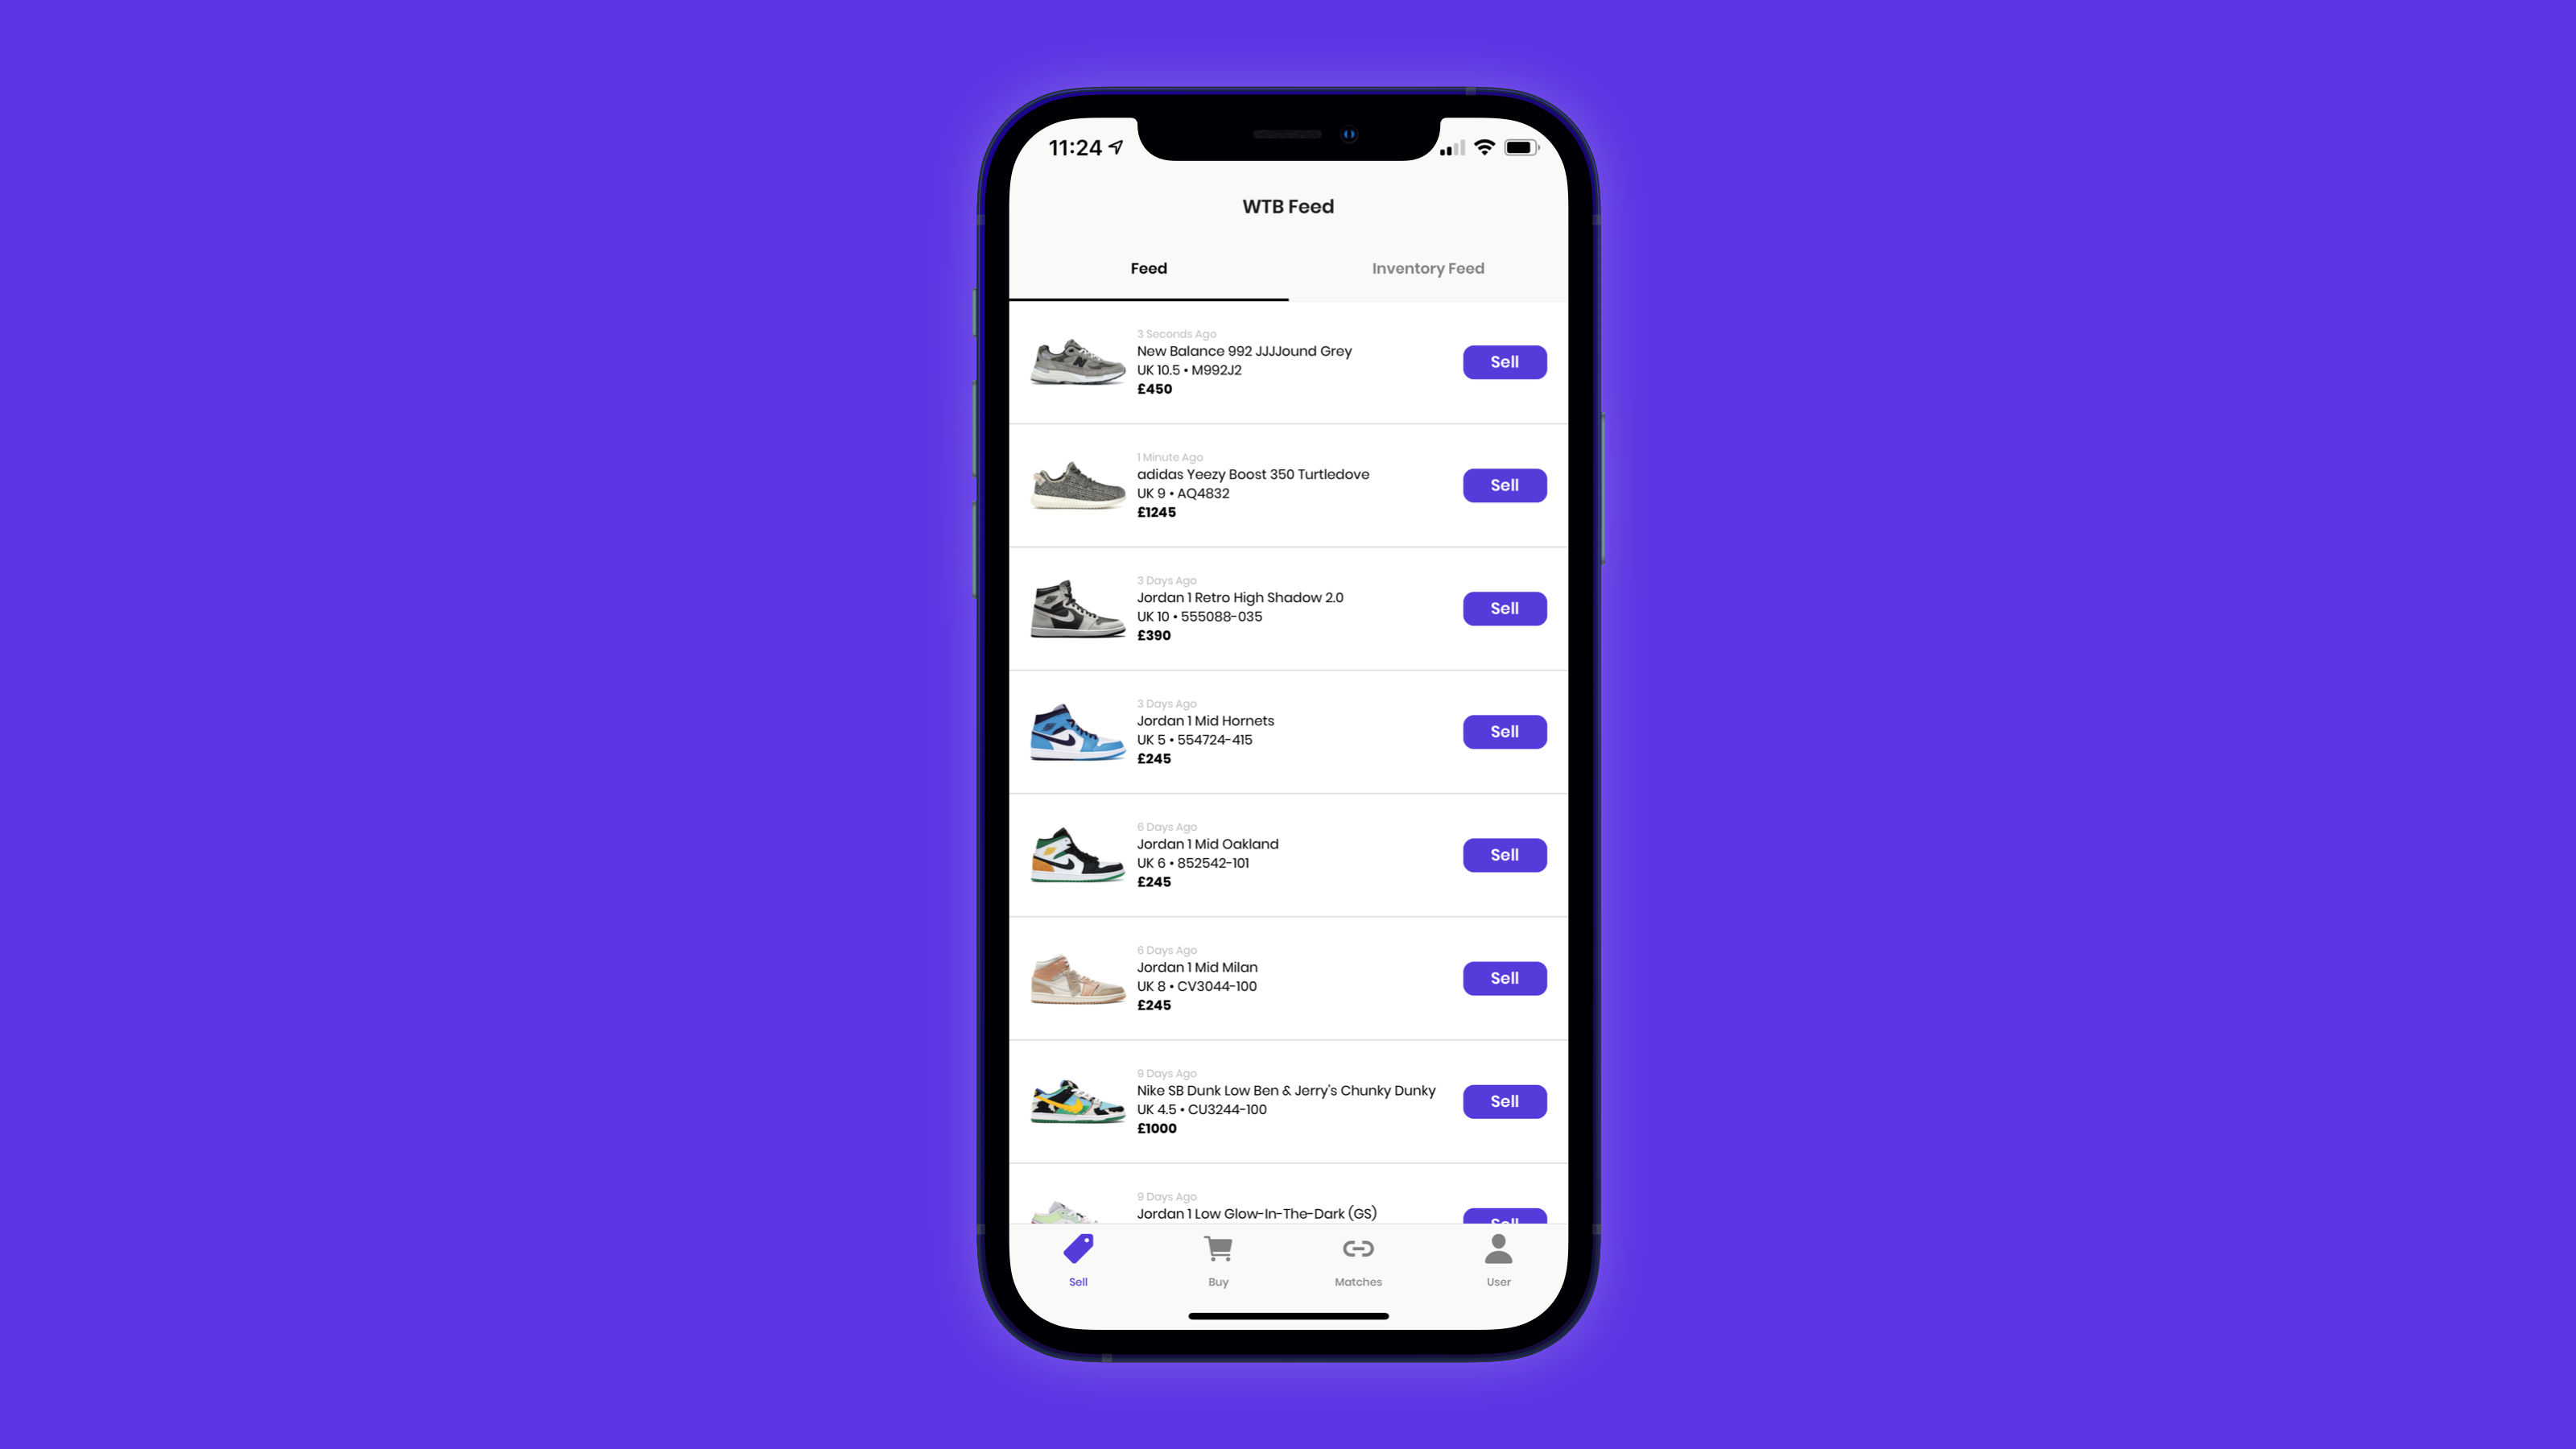 11:24
WTB Feed
Feed
Inventory Feed
3 Seconds Ago
New Balance 992 JJJJound Grey
UK 10.5 • M992J2
£450
Sell
1 Minute Ago
adidas Yeezy Boost 350 Turtledove
UK 9 • AQ4832
£1245
Sell
3 Days Ago
Jordan 1 Retro High Shadow 2.0
UK 10 • 555088-035
£390
Sell
3 Days Ago
Jordan 1 Mid Hornets
UK 5 • 554724-415
£245
Sell
6 Days Ago
Jordan 1 Mid Oakland
UK 6 • 852542-101
£245
Sell
6 Days Ago
Jordan 1 Mid Milan
UK 8 • CV3044-100
£245
Sell
9 Days Ago
Nike SB Dunk Low Ben & Jerry's Chunky Dunky
UK 4.5 • CU3244-100
£1000
Sell
9 Days Ago
Jordan 1 Low Glow-In-The-Dark (GS)
Sell
Sell
Buy
Matches
User